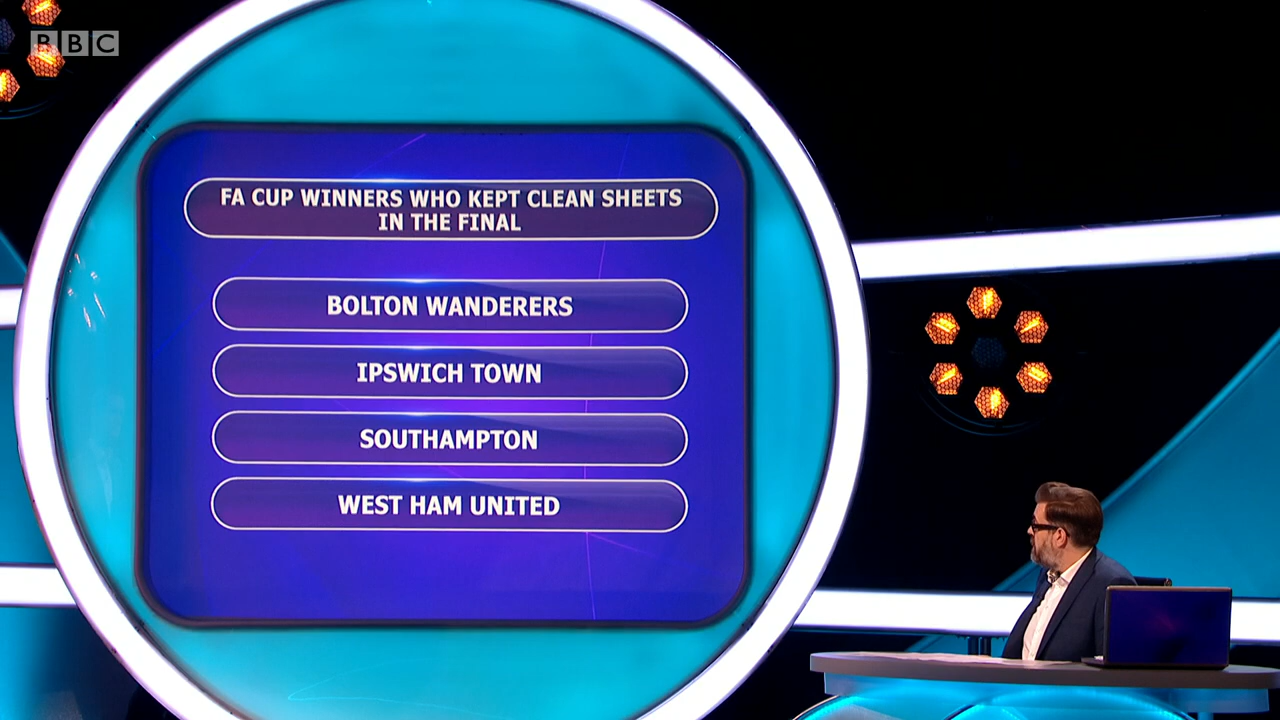 BBC
FA CUP WINNERS WHO KEPT CLEAN SHEETS
IN THE FINAL
BOLTON WANDERERS
IPSWICH TOWN
SOUTHAMPTON
WEST HAM UNITED